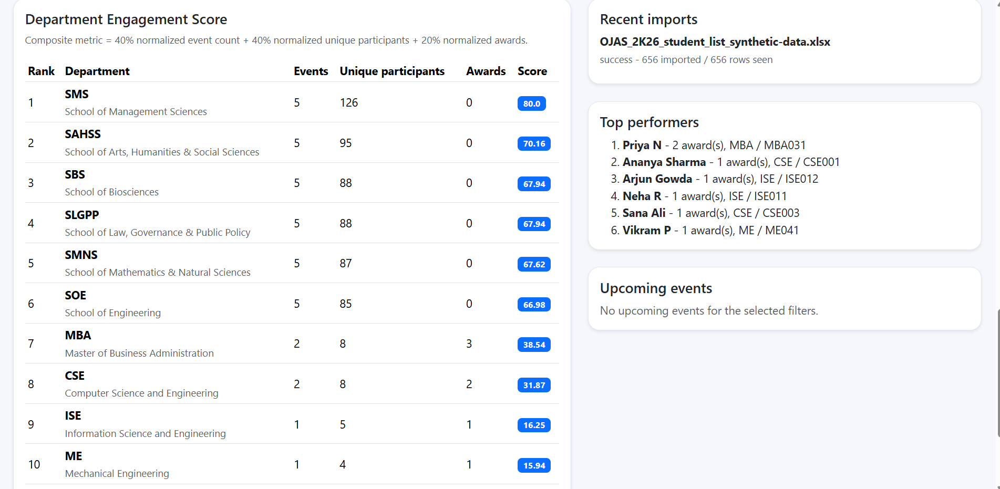 Department Engagement Score
Composite metric = 40% normalized event count + 40% normalized unique participants + 20% normalized awards.
Rank Department Events Unique participants Awards Score
1 SMS 5 126 0 80.0
School of Management Sciences
2 SAHSS 5 95 0 70.16
School of Arts, Humanities & Social Sciences
3 SBS 5 88 0 67.94
School of Biosciences
4 SLGPP 5 88 0 67.94
School of Law, Governance & Public Policy
5 SMNS 5 87 0 67.62
School of Mathematics & Natural Sciences
6 SOE 5 85 0 66.98
School of Engineering
7 MBA 2 8 3 38.54
Master of Business Administration
8 CSE 2 8 2 31.87
Computer Science and Engineering
9 ISE 1 5 1 16.25
Information Science and Engineering
10 ME 1 4 1 15.94
Mechanical Engineering
Recent imports
OJAS_2K26_student_list_synthetic-data.xlsx
success - 656 imported / 656 rows seen
Top performers
1. Priya N - 2 award(s), MBA / MBA031
2. Ananya Sharma - 1 award(s), CSE / CSE001
3. Arjun Gowda - 1 award(s), ISE / ISE012
4. Neha R - 1 award(s), ISE / ISE011
5. Sana Ali - 1 award(s), CSE / CSE003
6. Vikram P - 1 award(s), ME / ME041
Upcoming events
No upcoming events for the selected filters.